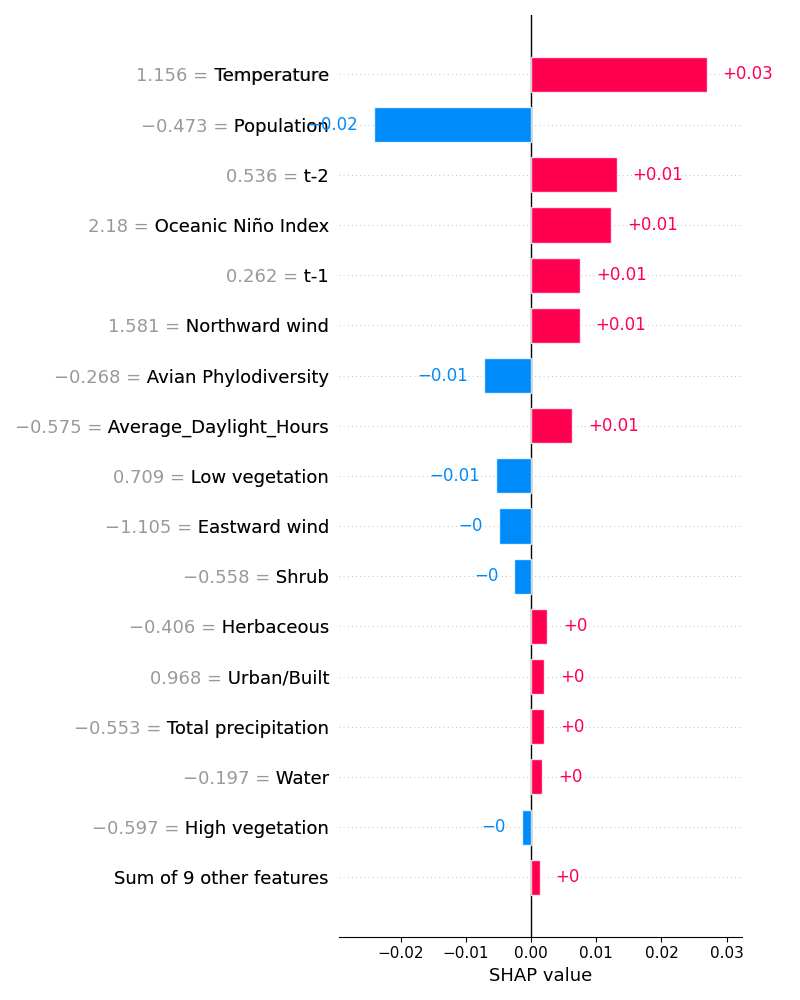 1.156 = Temperature +0.03
−0.473 = Population −0.02
0.536 = t-2 +0.01
2.18 = Oceanic Niño Index +0.01
0.262 = t-1 +0.01
1.581 = Northward wind +0.01
−0.268 = Avian Phylodiversity −0.01
−0.575 = Average_Daylight_Hours +0.01
0.709 = Low vegetation −0.01
−1.105 = Eastward wind −0
−0.558 = Shrub −0
−0.406 = Herbaceous +0
0.968 = Urban/Built +0
−0.553 = Total precipitation +0
−0.197 = Water +0
−0.597 = High vegetation −0
Sum of 9 other features +0
−0.02 −0.01 0.00 0.01 0.02 0.03
SHAP value